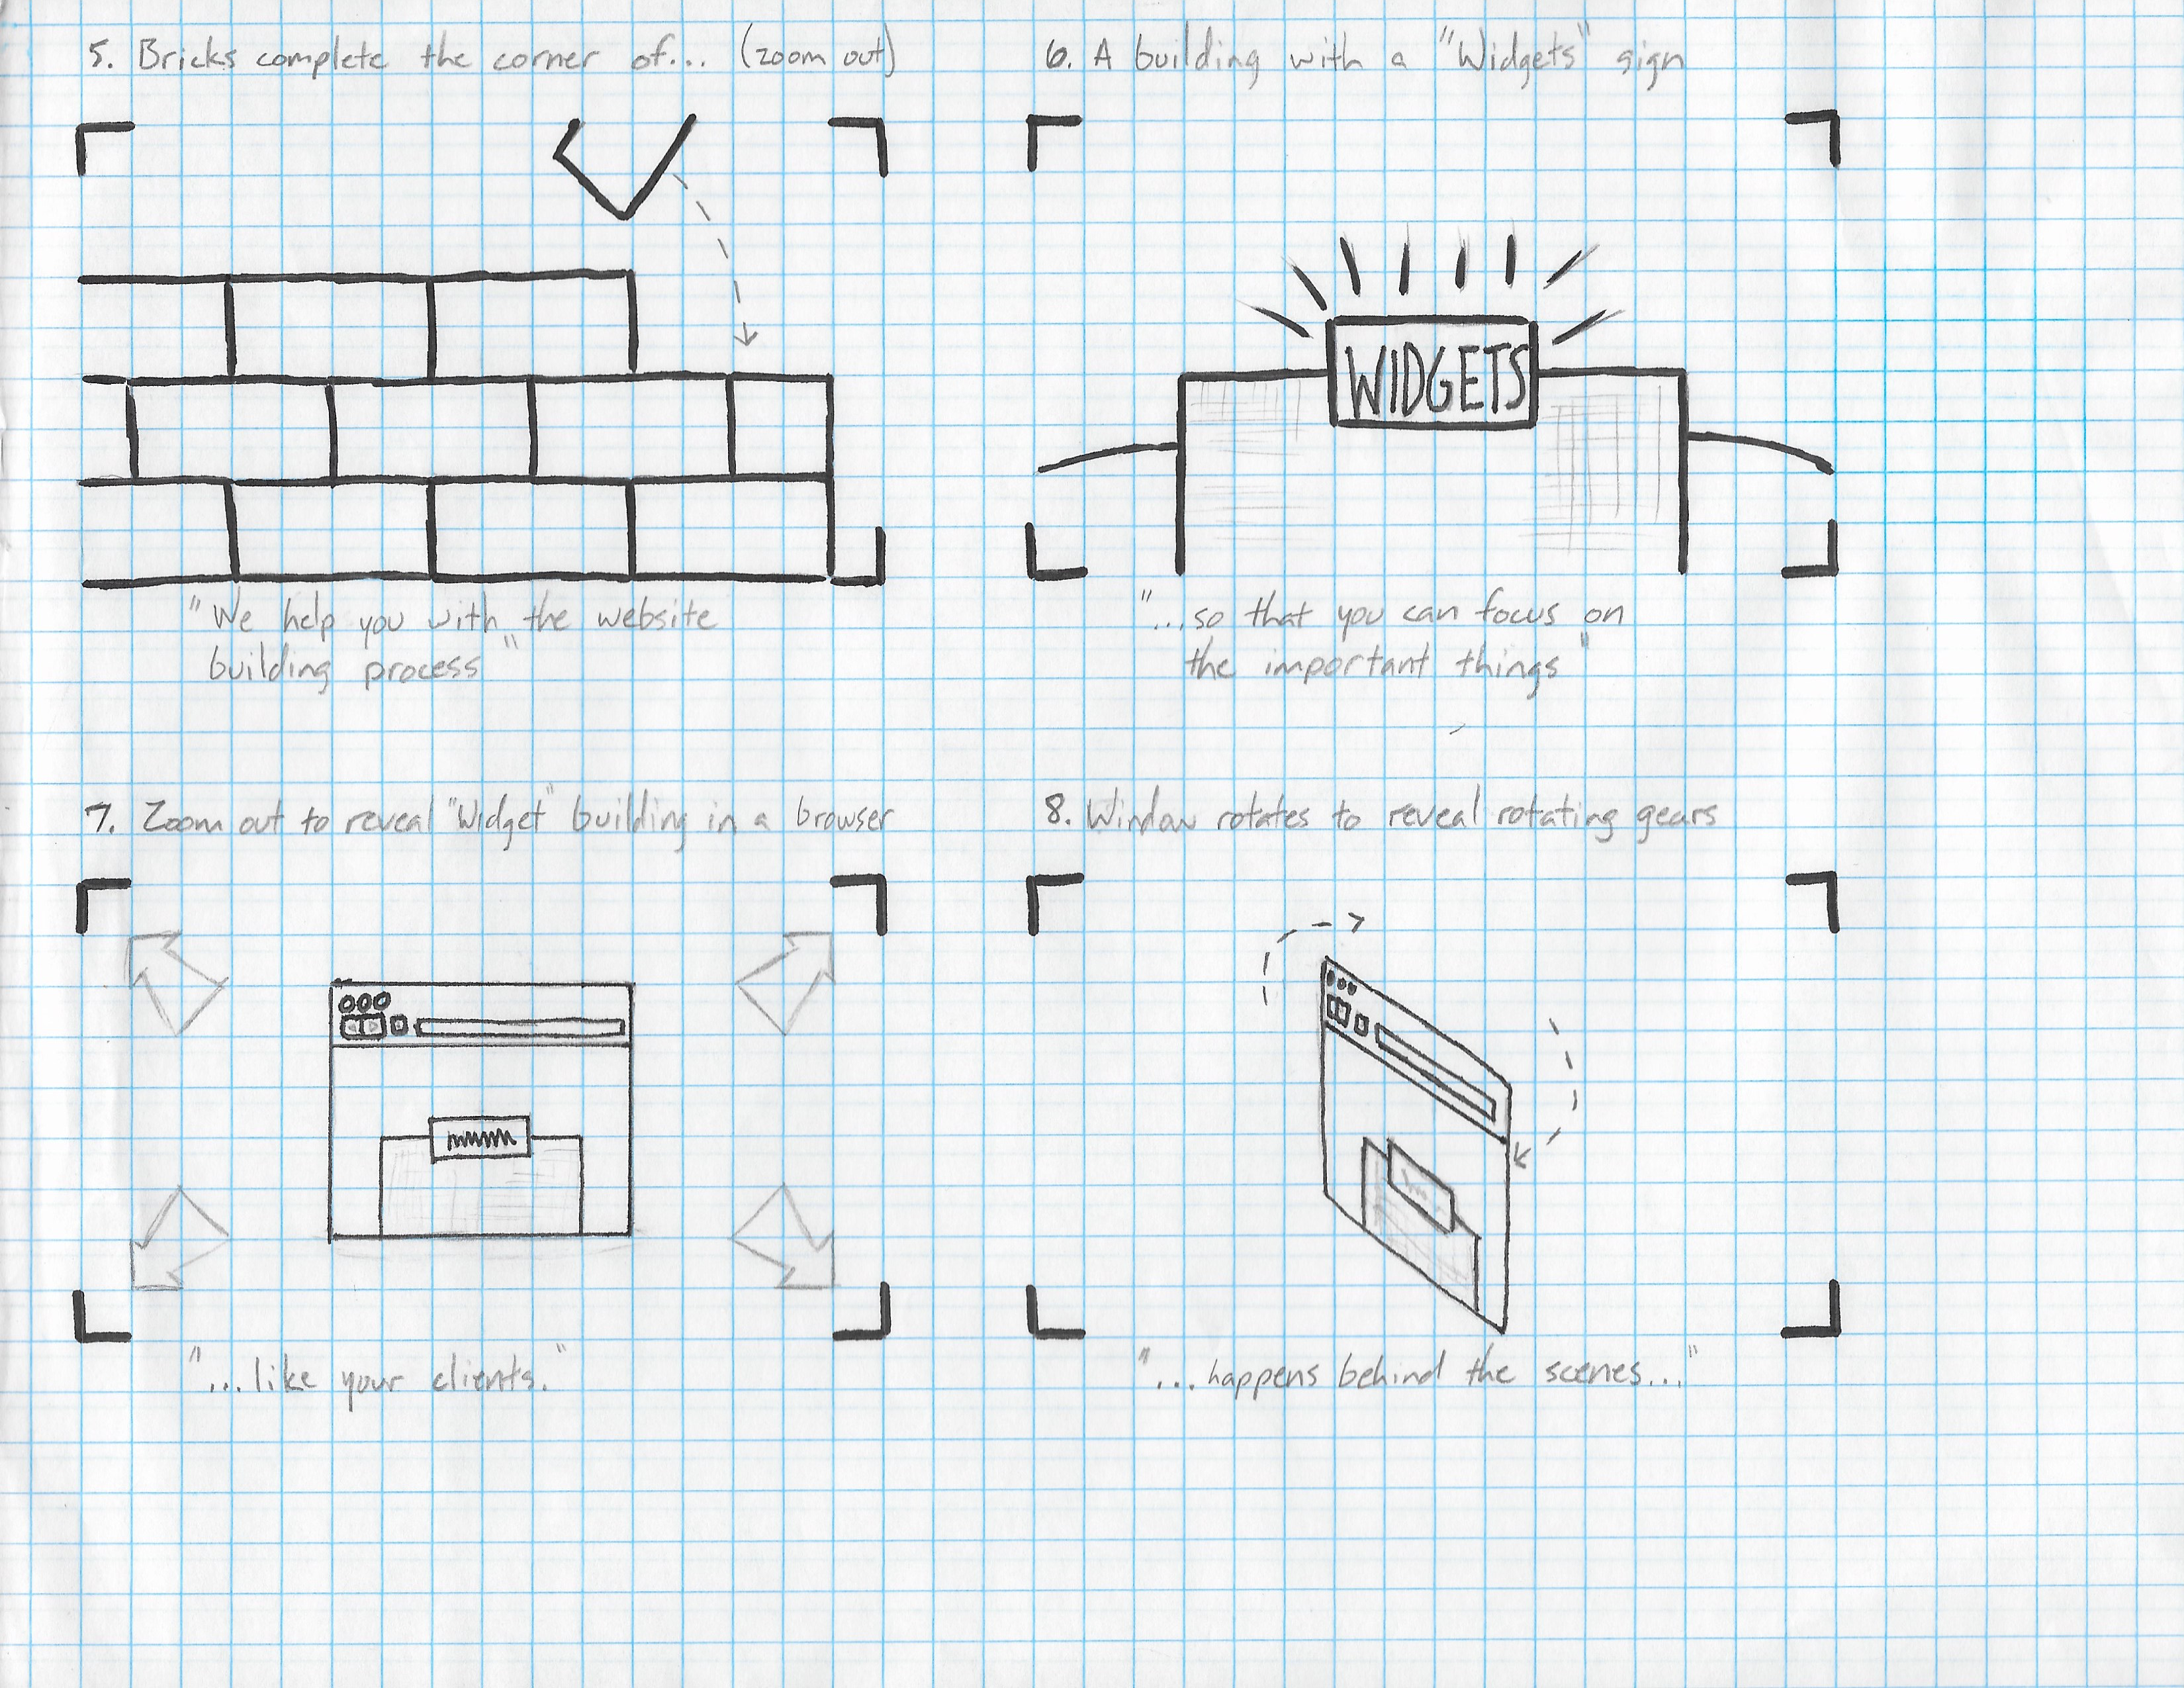 5. Bricks complete the corner of... (zoom out)
"We help you with the website
building process"
6. A building with a "Widgets" sign
WIDGETS
"...so that you can focus on
the important things"
7. Zoom out to reveal "Widget" building in a browser
"...like your clients."
8. Window rotates to reveal rotating gears
"...happens behind the scenes..."